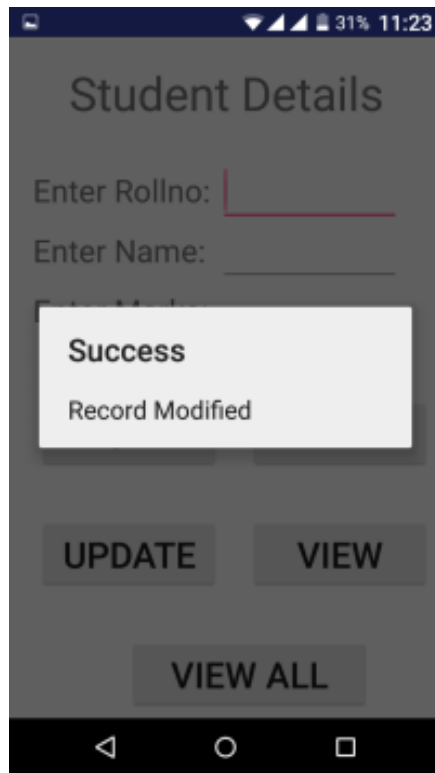 31% 11:23
Student Details
Enter Rollno:
Enter Name:
Success
Record Modified
UPDATE VIEW
VIEW ALL